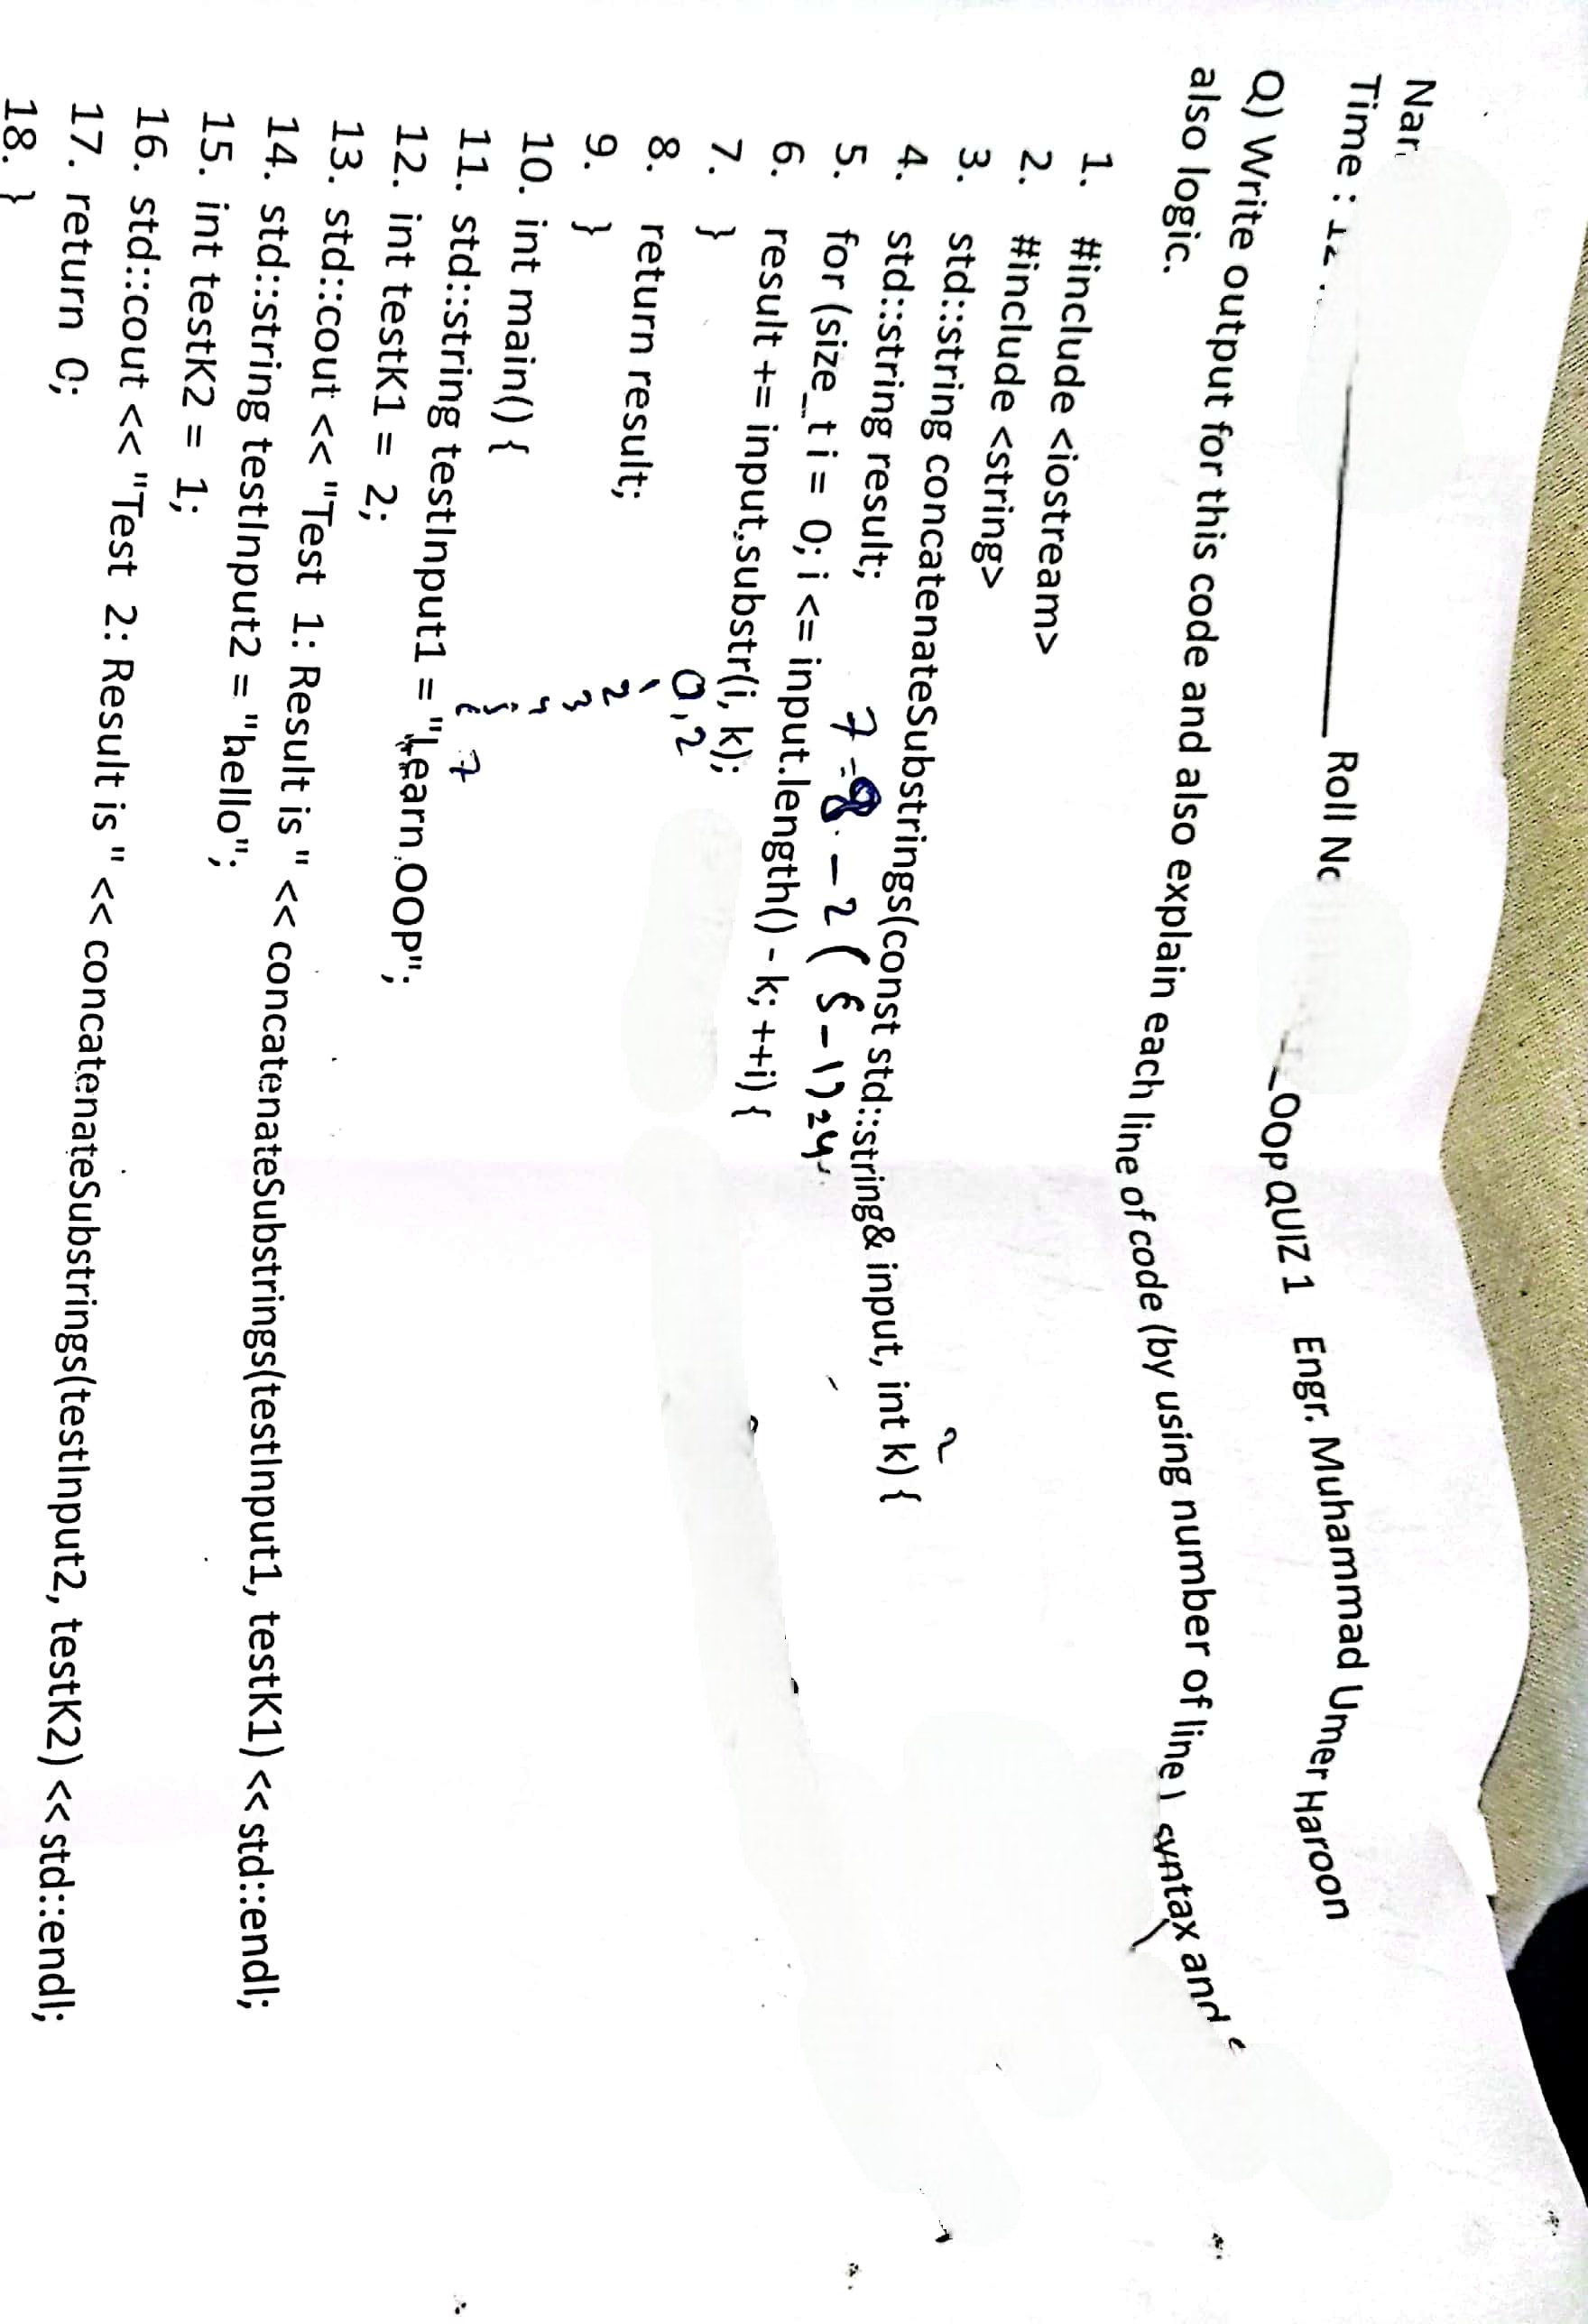 Time :
Roll No
OOP QUIZ 1 Engr. Muhammad Umer Haroon
Q) Write output for this code and also explain each line of code (by using number of line) syntax and
also logic.
1. #include <iostream>
2. #include <string>
3. std::string concatenateSubstrings(const std::string& input, int k) {
2
4. std::string result;
7 = 9 - 2 (5-1)=4
5. for (size_t i = 0; i <= input.length() - k; ++i) {
6. result += input.substr(i, k);
7. }
0,2
1
2
3
4
5
6
7
8. return result;
9. }
10. int main() {
11. std::string testInput1 = "Learn OOP";
12. int testK1 = 2;
13. std::cout << "Test 1: Result is " << concatenateSubstrings(testInput1, testK1) << std::endl;
14. std::string testInput2 = "hello";
15. int testK2 = 1;
16. std::cout << "Test 2: Result is " << concatenateSubstrings(testInput2, testK2) << std::endl;
17. return 0;
18. }